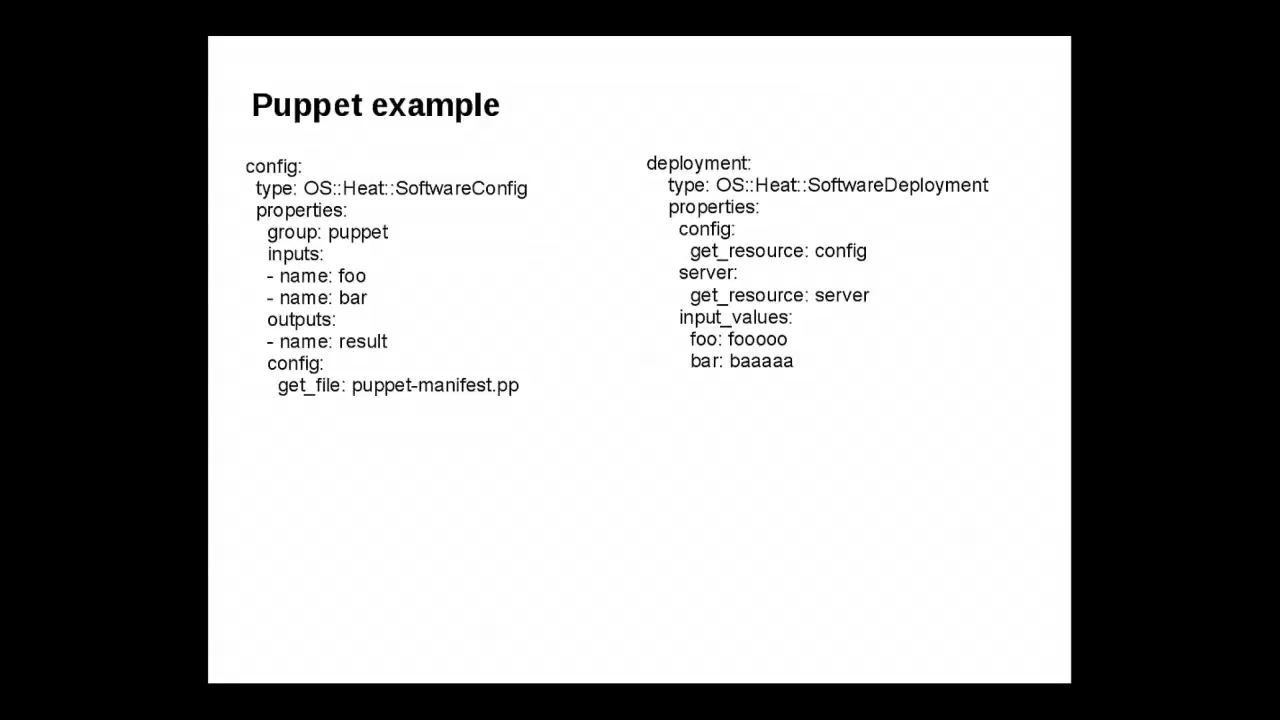 Puppet example
config:
type: OS::Heat::SoftwareConfig
properties:
group: puppet
inputs:
- name: foo
- name: bar
outputs:
- name: result
config:
get_file: puppet-manifest.pp
deployment:
type: OS::Heat::SoftwareDeployment
properties:
config:
get_resource: config
server:
get_resource: server
input_values:
foo: fooooo
bar: baaaaa